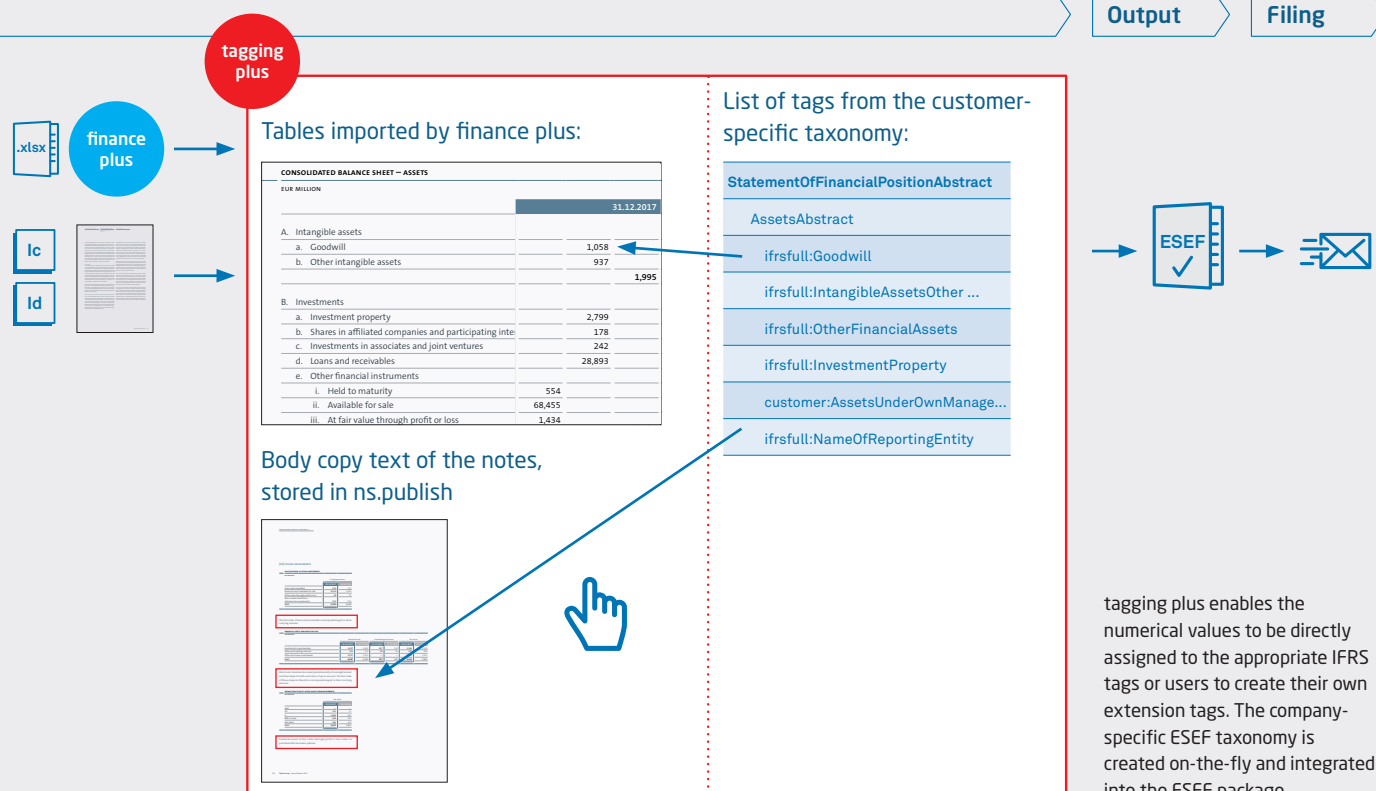 Output
Filing
tagging
plus
.xlsx
finance
plus
Ic
Id
Tables imported by finance plus:
CONSOLIDATED BALANCE SHEET — ASSETS
EUR MILLION
31.12.2017
A. Intangible assets
a. Goodwill 1,058
b. Other intangible assets 937
1,995
B. Investments
a. Investment property 2,799
b. Shares in affiliated companies and participating inte 178
c. Investments in associates and joint ventures 242
d. Loans and receivables 28,893
e. Other financial instruments
i. Held to maturity 554
ii. Available for sale 68,455
iii. At fair value through profit or loss 1,434
Body copy text of the notes,
stored in ns.publish
List of tags from the customer-
specific taxonomy:
StatementOfFinancialPositionAbstract
AssetsAbstract
ifrsfull:Goodwill
ifrsfull:IntangibleAssetsOther ...
ifrsfull:OtherFinancialAssets
ifrsfull:InvestmentProperty
customer:AssetsUnderOwnManage...
ifrsfull:NameOfReportingEntity
ESEF
tagging plus enables the
numerical values to be directly
assigned to the appropriate IFRS
tags or users to create their own
extension tags. The company-
specific ESEF taxonomy is
created on-the-fly and integrated
into the ESEF package